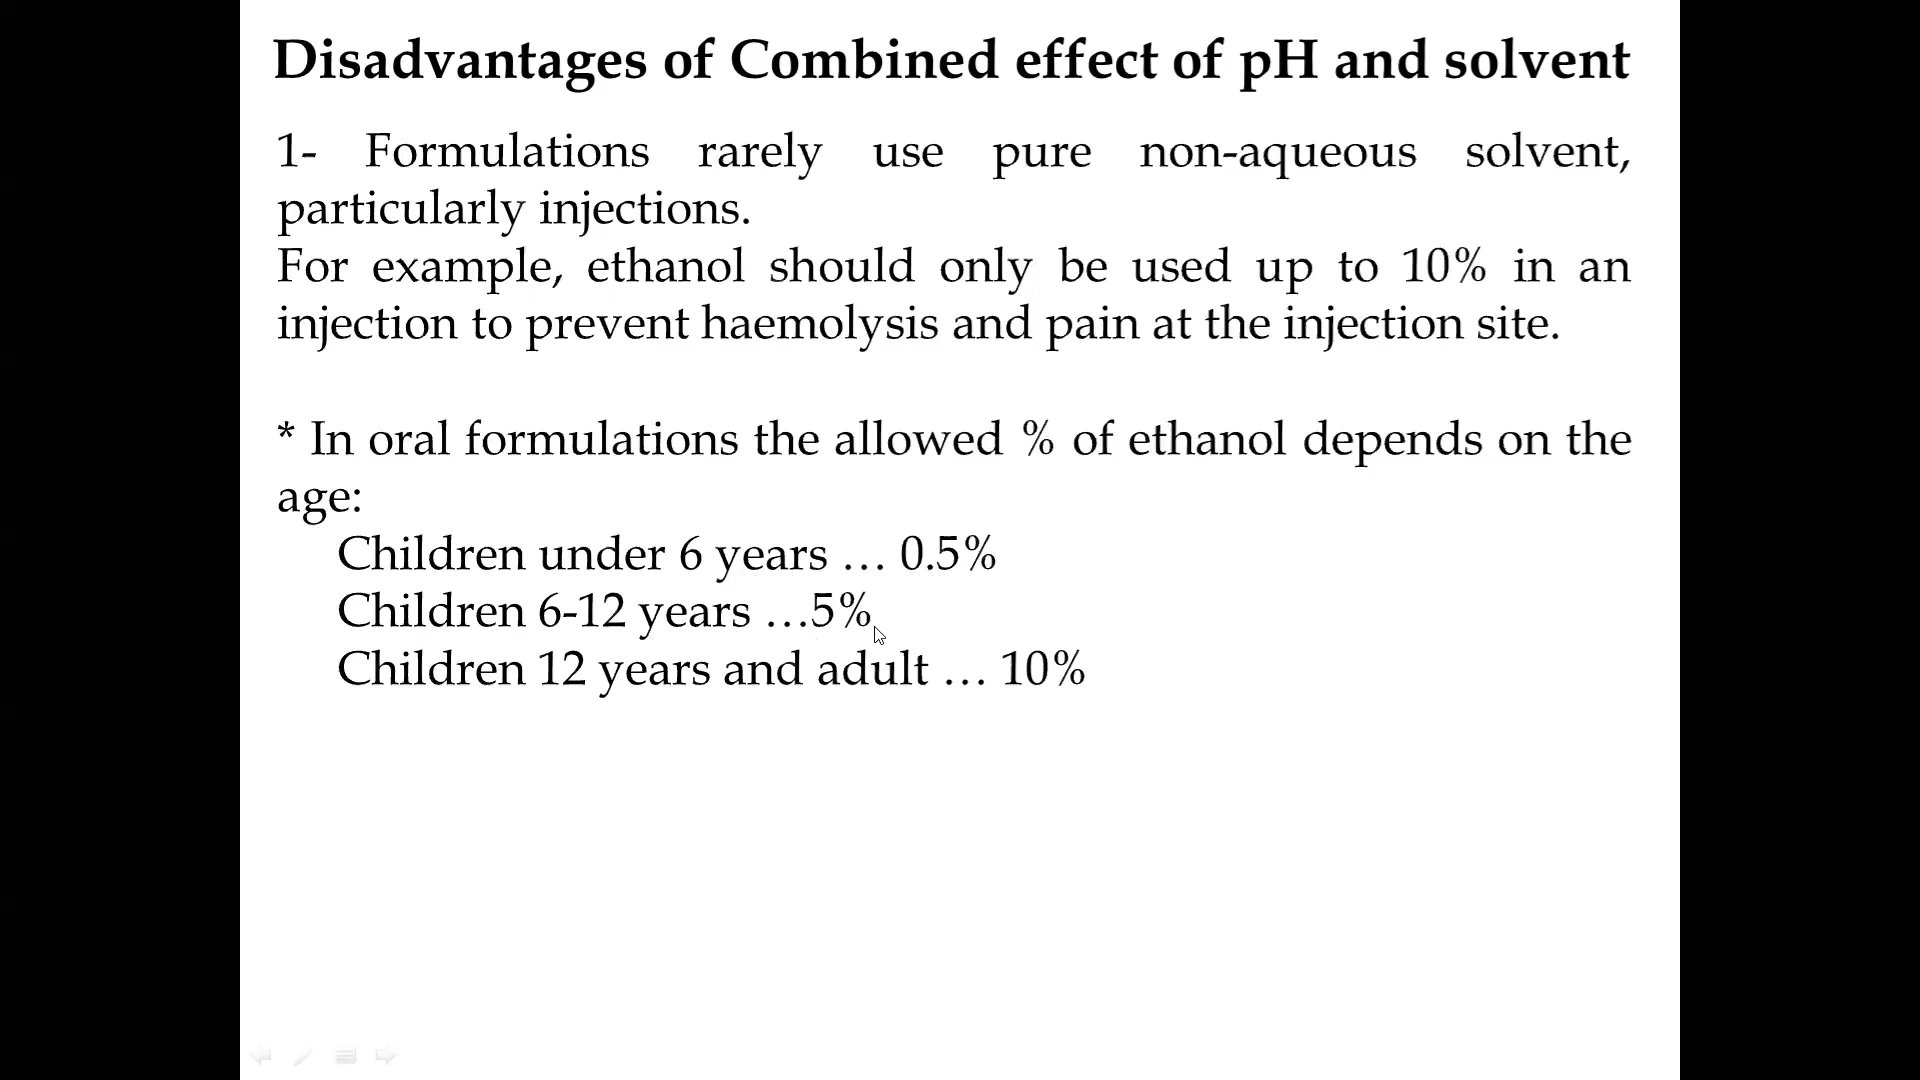 Disadvantages of Combined effect of pH and solvent
1- Formulations rarely use pure non-aqueous solvent,
particularly injections.
For example, ethanol should only be used up to 10% in an
injection to prevent haemolysis and pain at the injection site.
* In oral formulations the allowed % of ethanol depends on the
age:
Children under 6 years … 0.5%
Children 6-12 years …5%
Children 12 years and adult … 10%